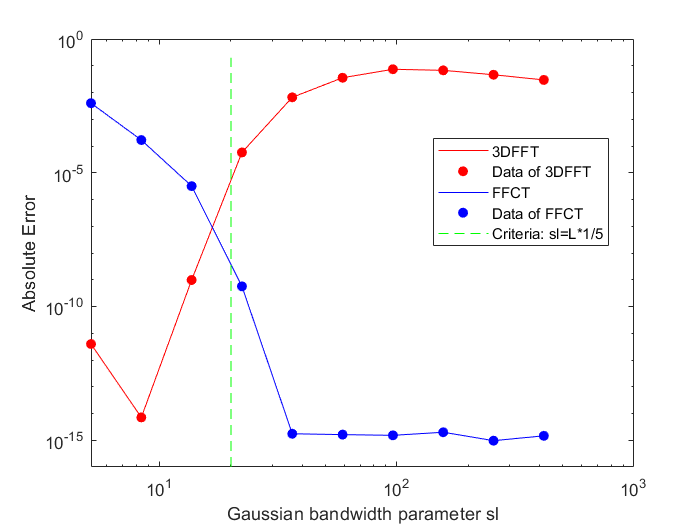 10^0
10^-5
10^-10
10^-15
Absolute Error
3DFFT
Data of 3DFFT
FFCT
Data of FFCT
Criteria: sl=L*1/5
10^1
10^2
10^3
Gaussian bandwidth parameter sl